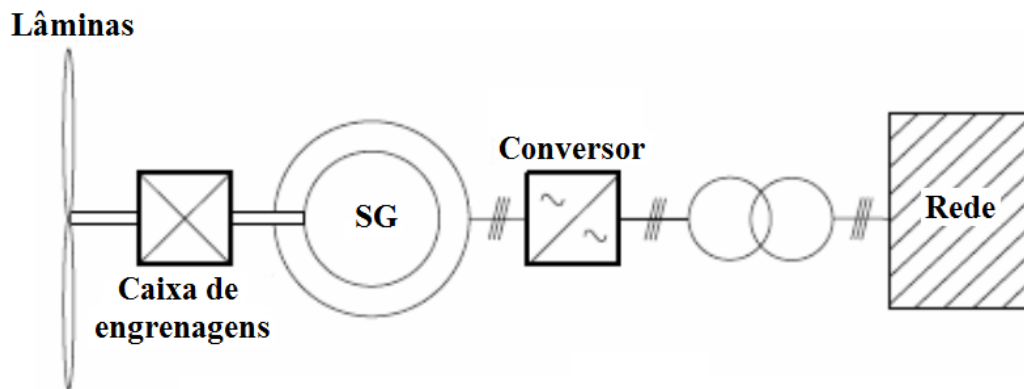 Lâminas
Caixa de
engrenagens
SG
Conversor
Rede